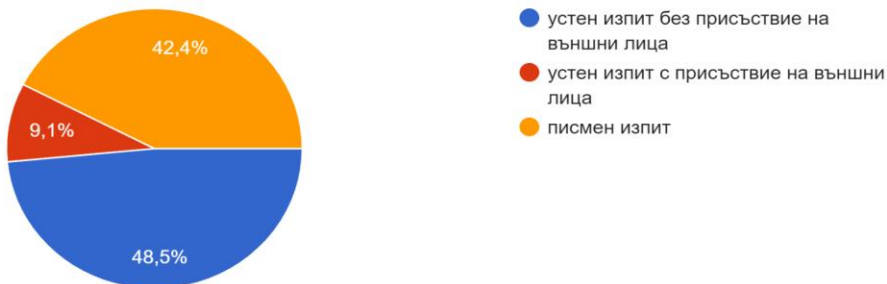 42,4%
9,1%
48,5%
устен изпит без присъствие на
външни лица
устен изпит с присъствие на външни
лица
писмен изпит